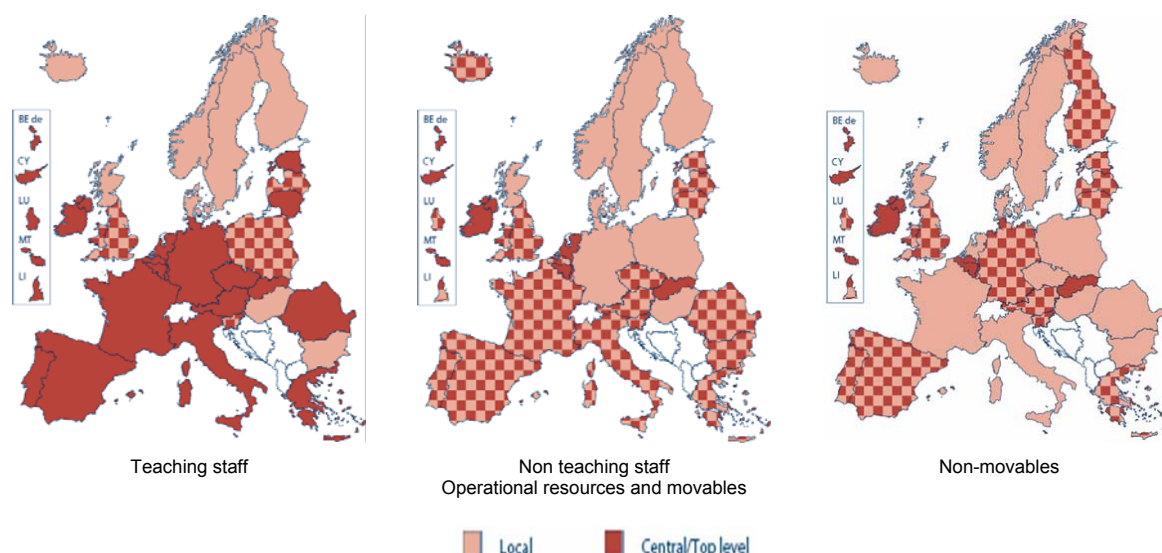 BE de
CY
LU
MT
LI
BE de
CY
LU
MT
LI
BE de
CY
LU
MT
LI
Teaching staff
Non teaching staff
Operational resources and movables
Non-movables
Local
Central/Top level